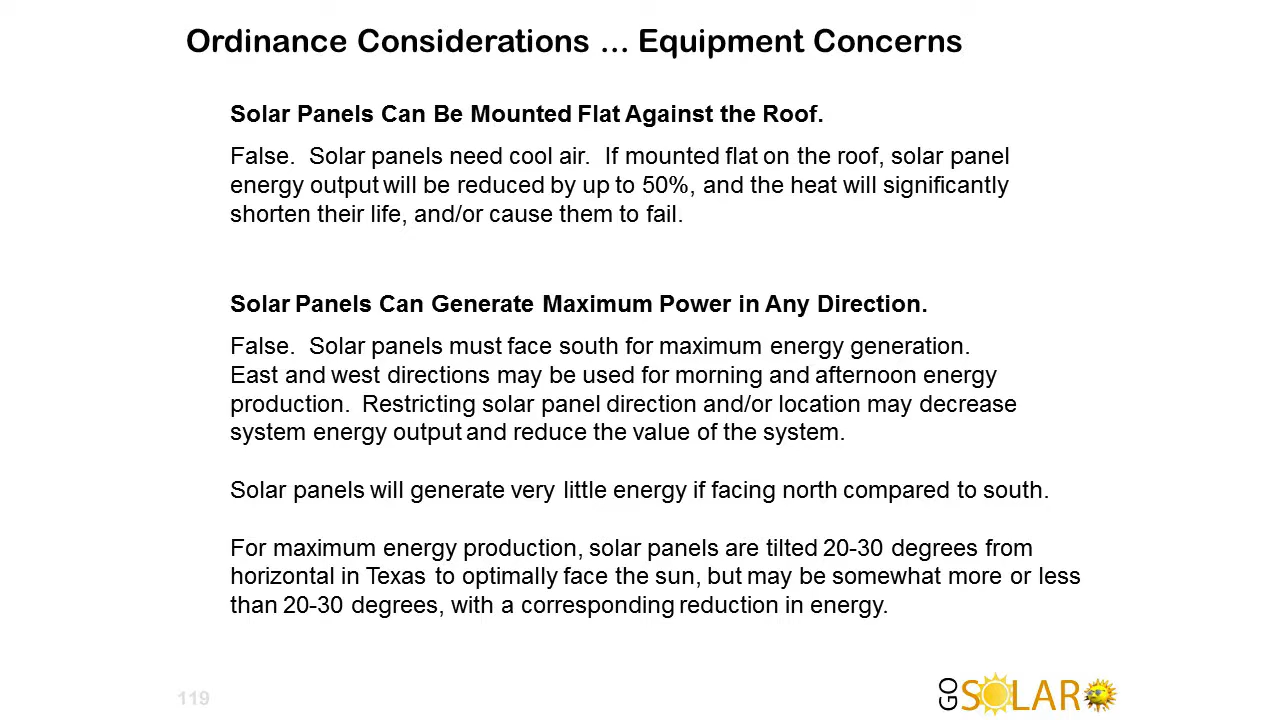 Ordinance Considerations ... Equipment Concerns
Solar Panels Can Be Mounted Flat Against the Roof.
False.  Solar panels need cool air.  If mounted flat on the roof, solar panel
energy output will be reduced by up to 50%, and the heat will significantly
shorten their life, and/or cause them to fail.
Solar Panels Can Generate Maximum Power in Any Direction.
False.  Solar panels must face south for maximum energy generation.
East and west directions may be used for morning and afternoon energy
production.  Restricting solar panel direction and/or location may decrease
system energy output and reduce the value of the system.
Solar panels will generate very little energy if facing north compared to south.
For maximum energy production, solar panels are tilted 20-30 degrees from
horizontal in Texas to optimally face the sun, but may be somewhat more or less
than 20-30 degrees, with a corresponding reduction in energy.
119
GO SOLAR